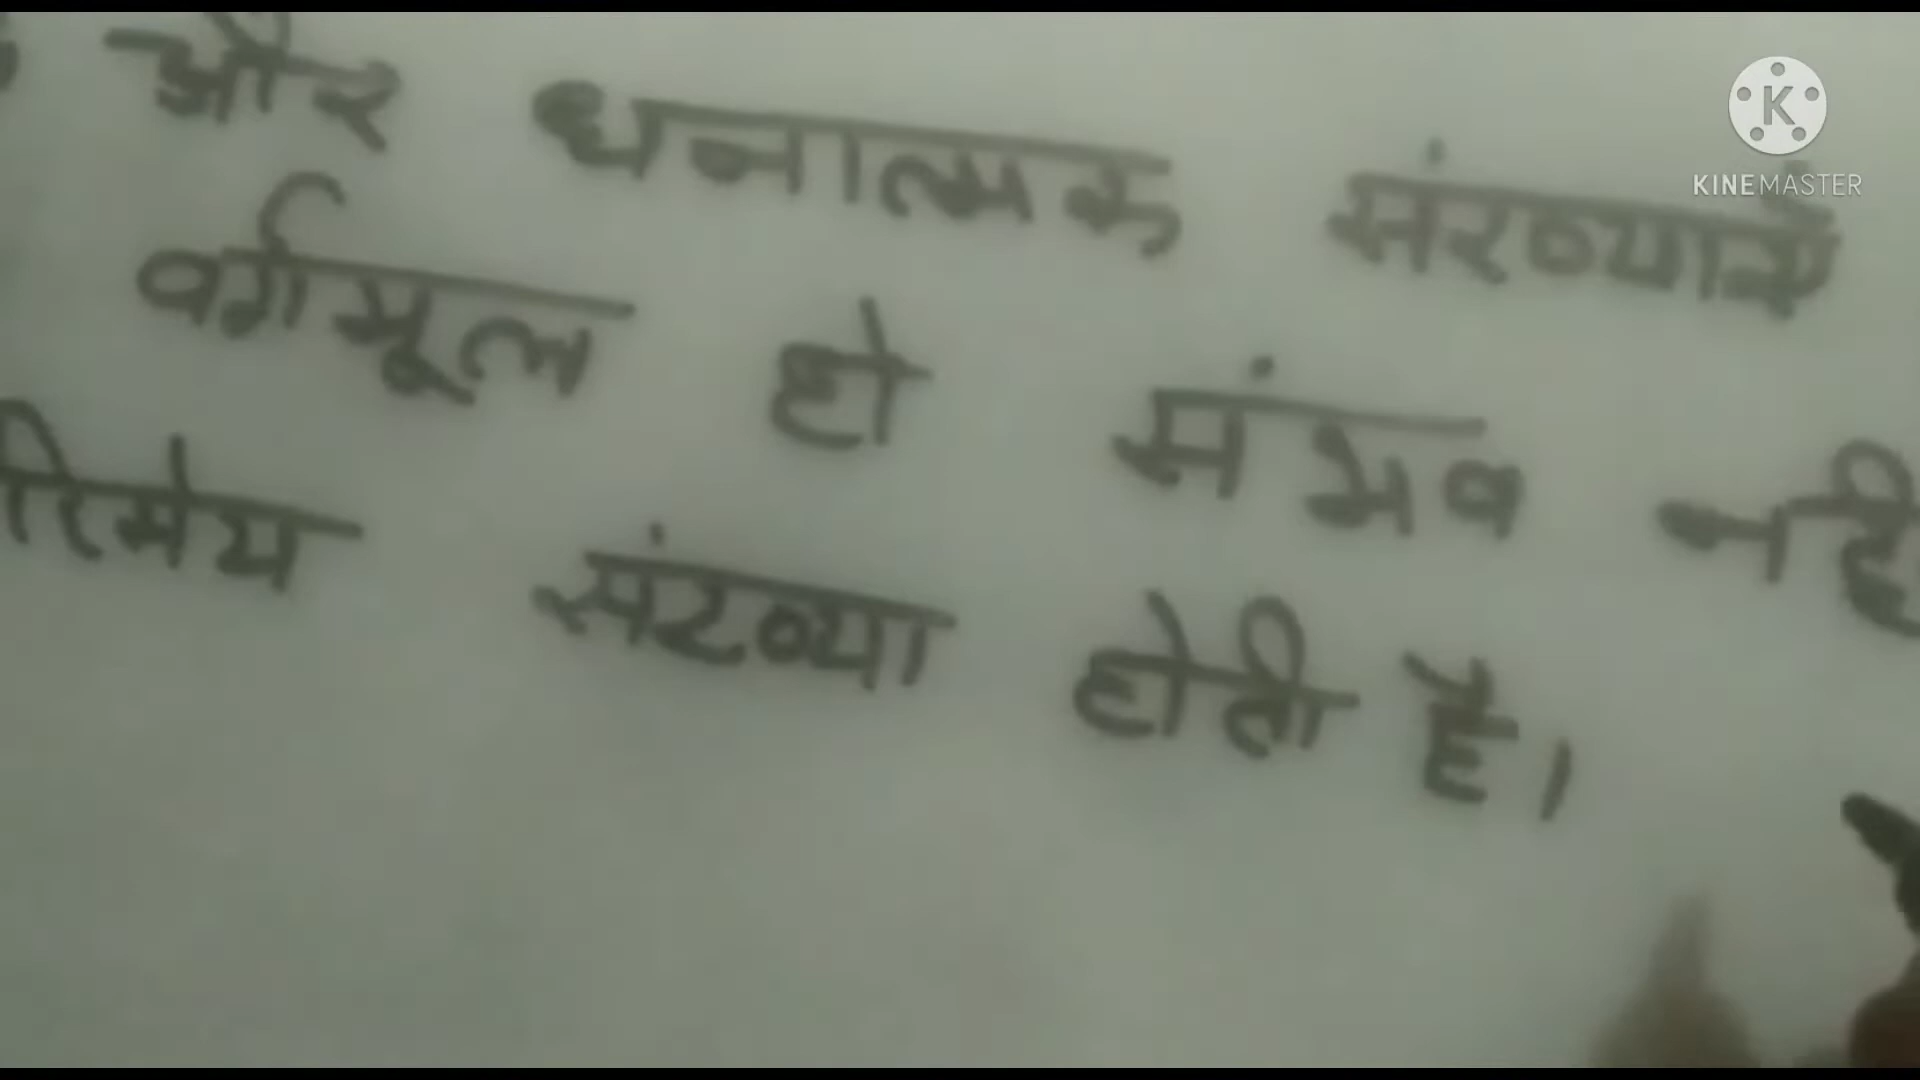 और धनात्मक संख्याये
वर्गमूल हो संभव नही
रिमेय संख्या होती है।
K
KINEMASTER